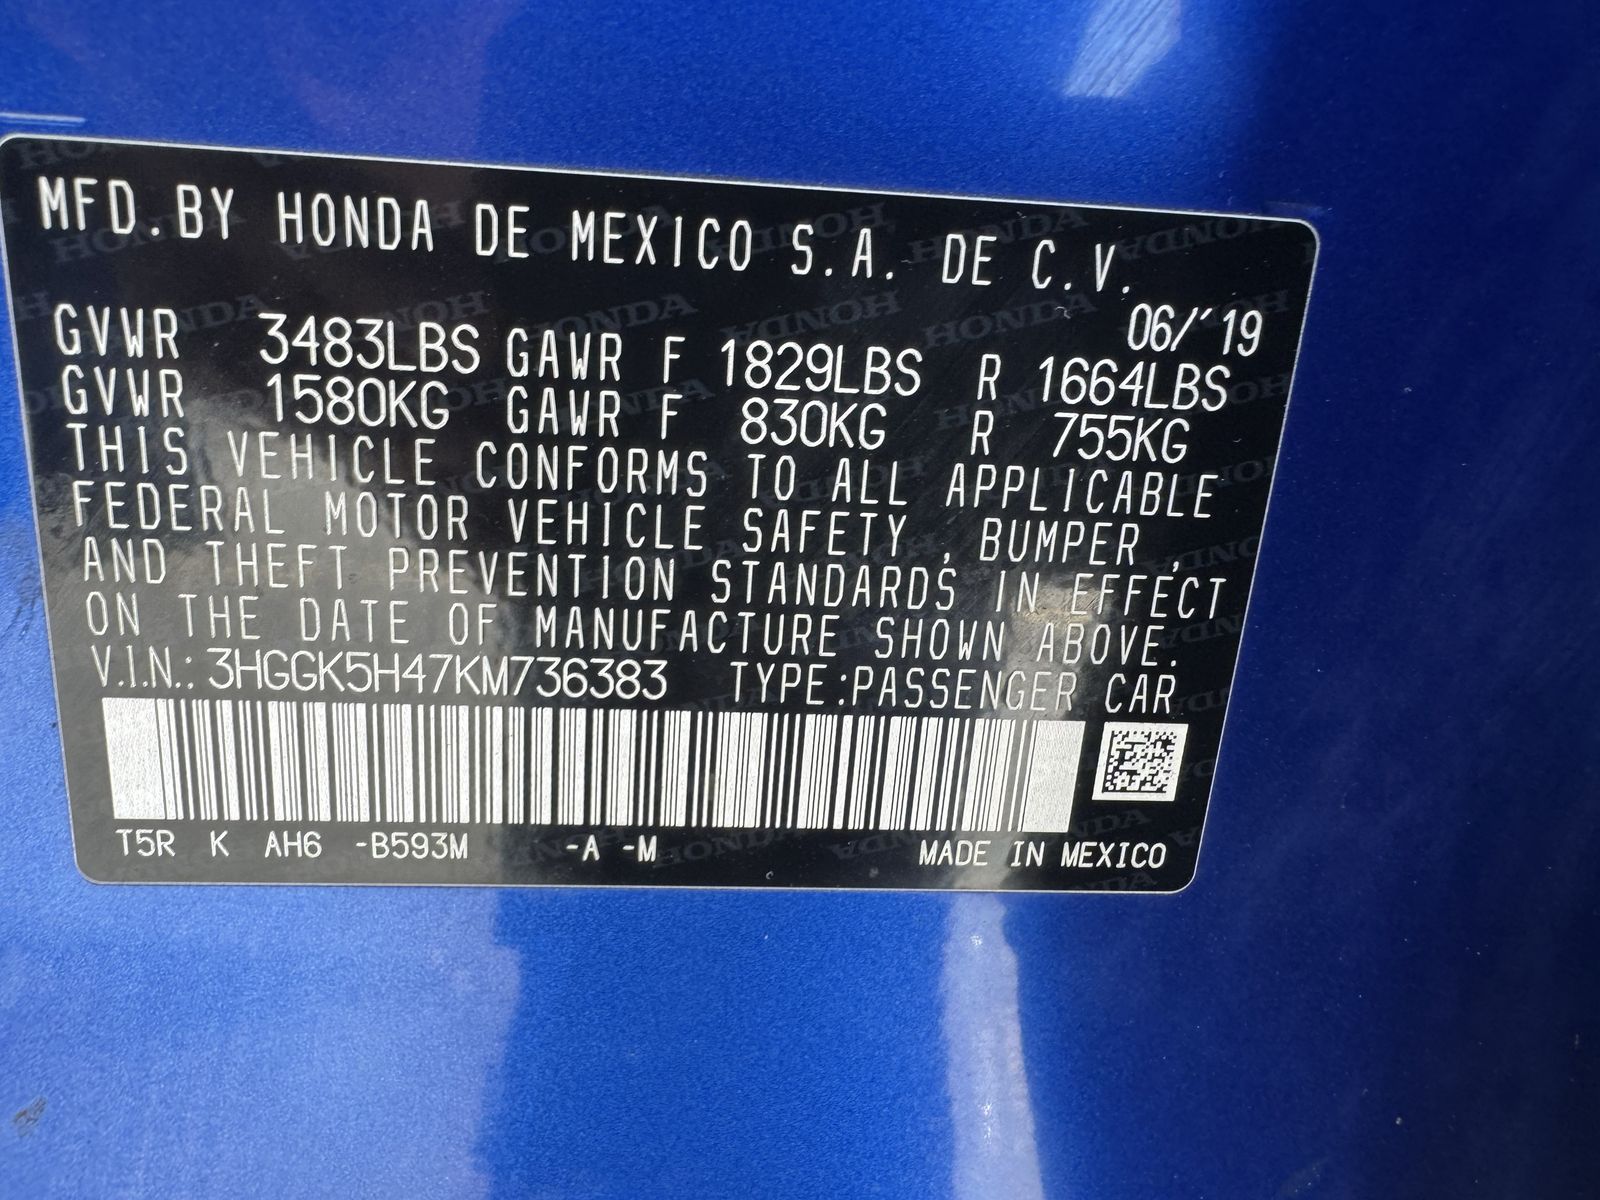 MFD. BY HONDA DE MEXICO S.A. DE C.V.
06/'19
GVWR 3483LBS GAWR F 1829LBS R 1664LBS
GVWR 1580KG GAWR F 830KG R 755KG
THIS VEHICLE CONFORMS TO ALL APPLICABLE
FEDERAL MOTOR VEHICLE SAFETY , BUMPER ,
AND THEFT PREVENTION STANDARDS IN EFFECT
ON THE DATE OF MANUFACTURE SHOWN ABOVE.
V.I.N.: 3HGGK5H47KM736383 TYPE:PASSENGER CAR
T5R K AH6 -B593M -A -M MADE IN MEXICO